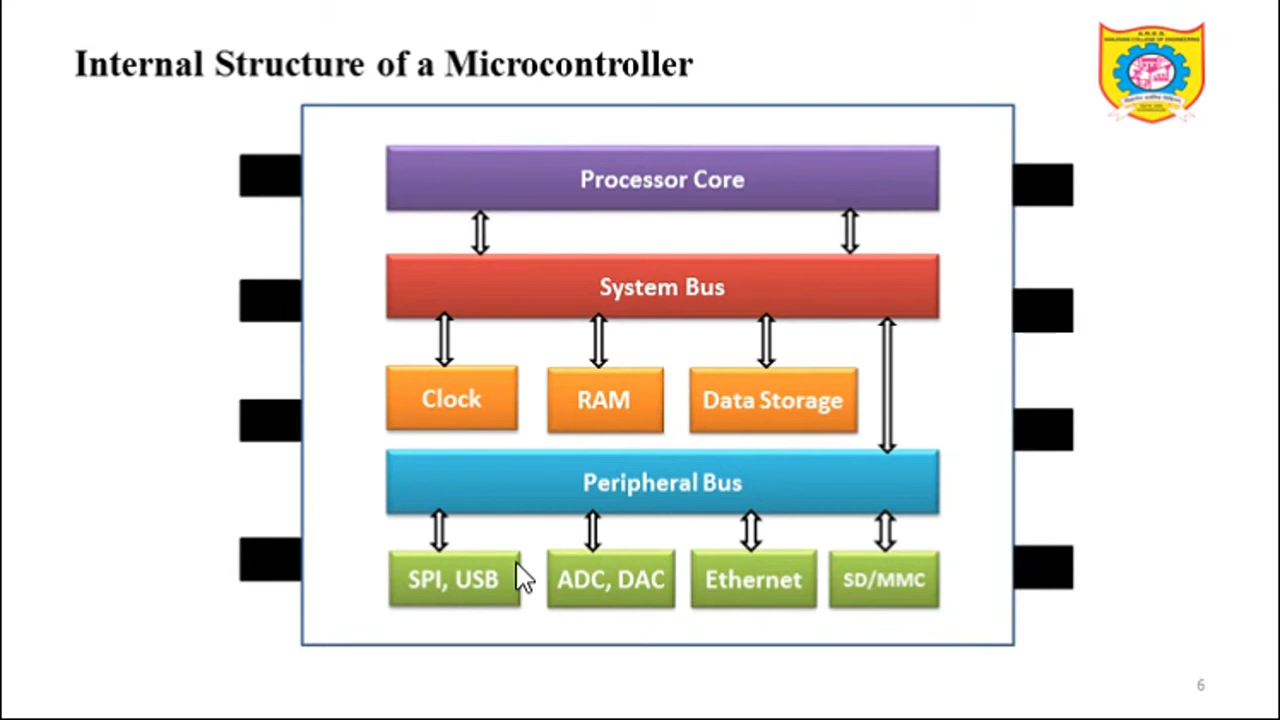 Internal Structure of a Microcontroller
Processor Core
System Bus
Clock
RAM
Data Storage
Peripheral Bus
SPI, USB
ADC, DAC
Ethernet
SD/MMC
6